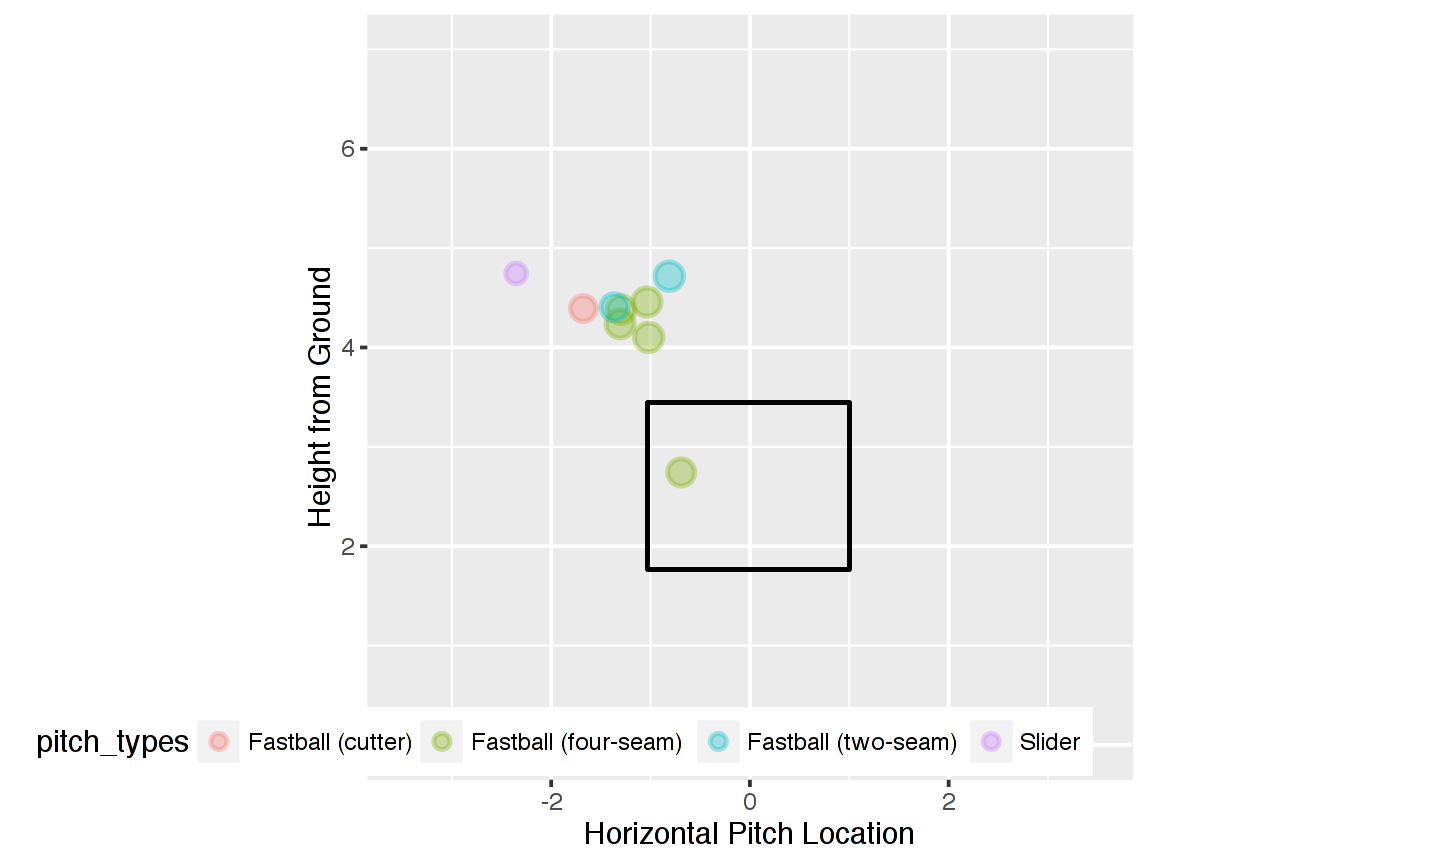 6
4
2
Height from Ground
pitch_types Fastball (cutter) Fastball (four-seam) Fastball (two-seam) Slider
-2 0 2
Horizontal Pitch Location